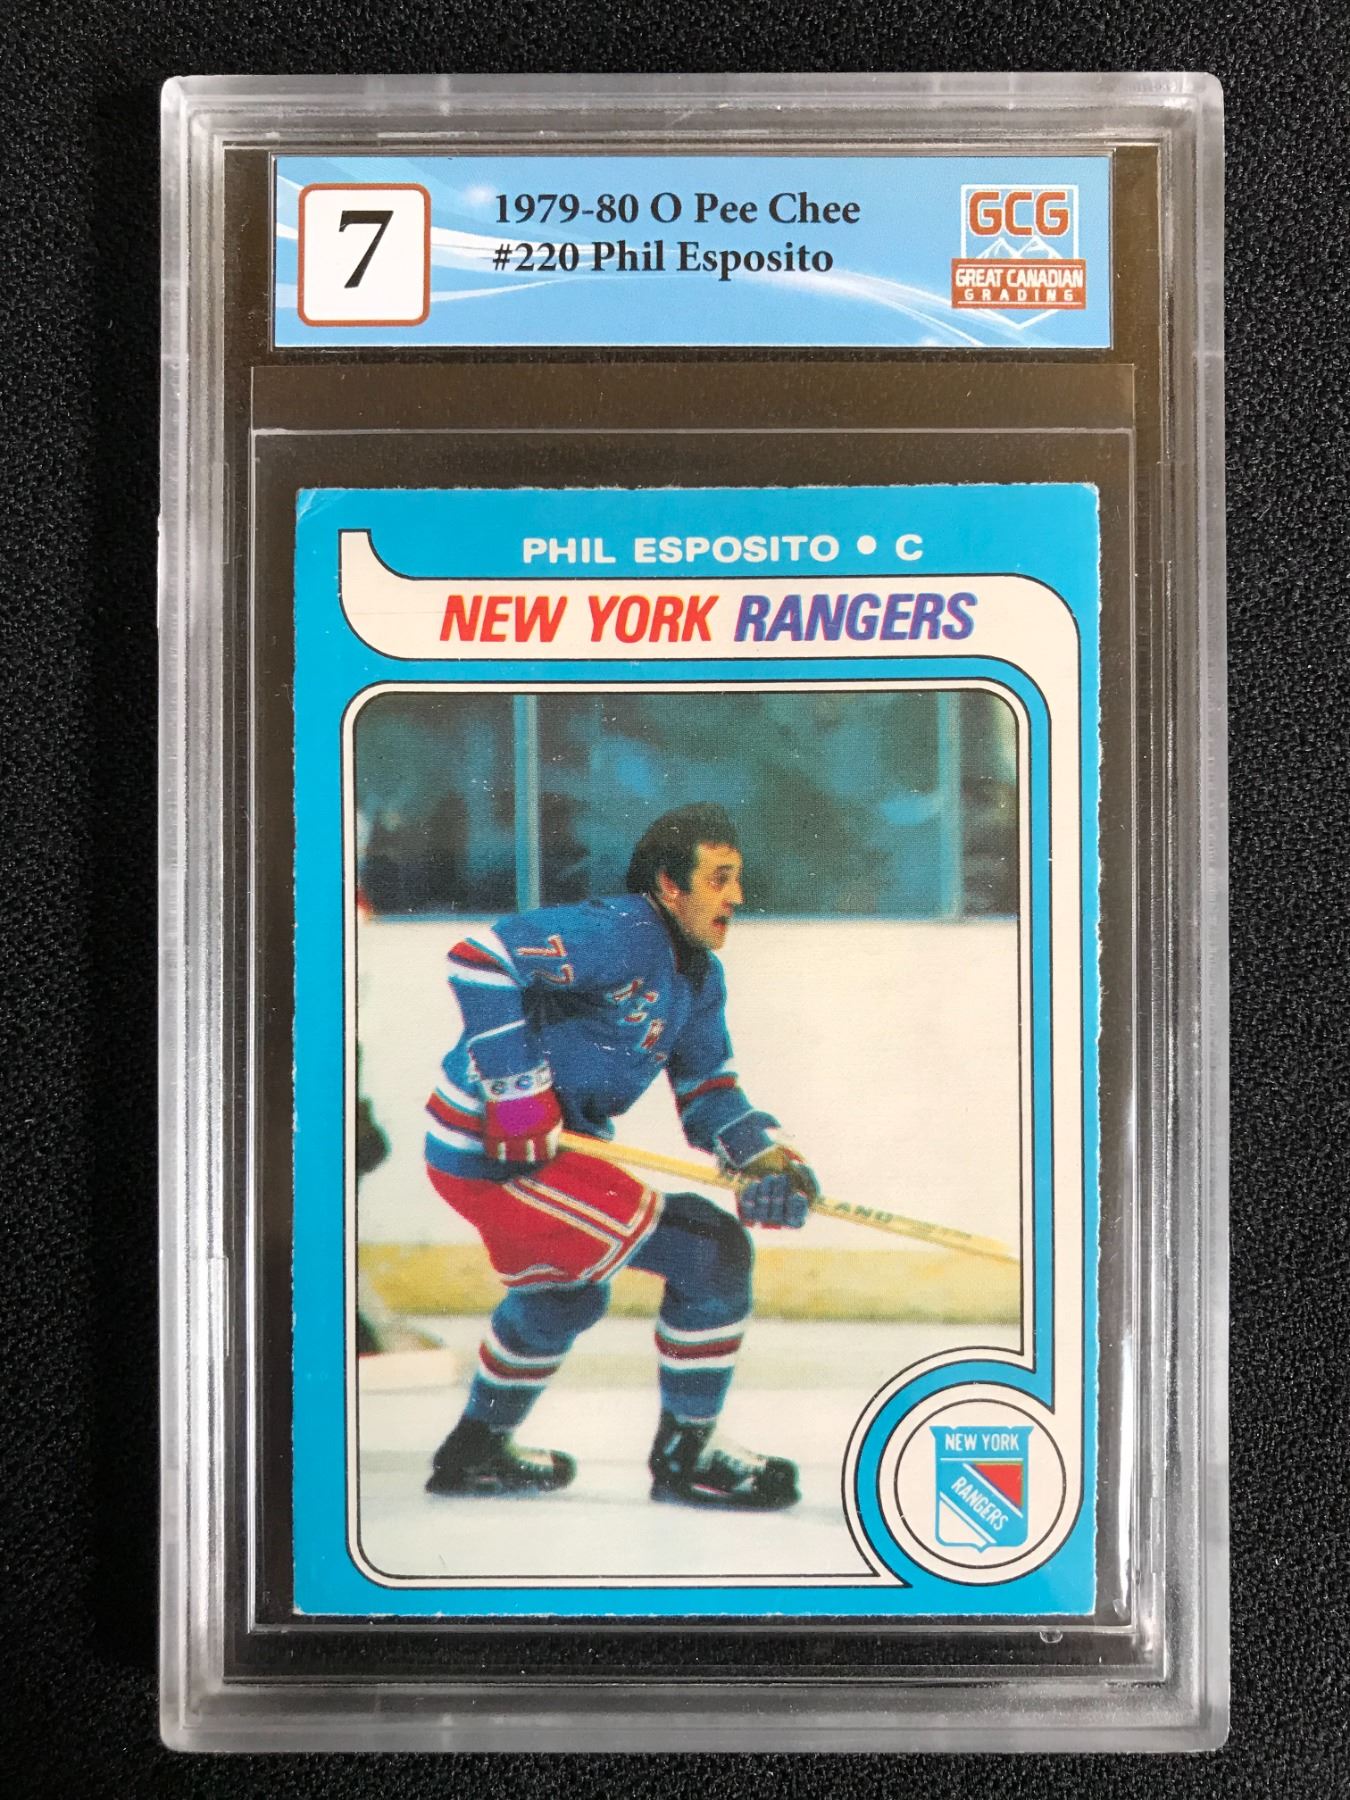 7
1979-80 O Pee Chee
#220 Phil Esposito
GCG
GREAT CANADIAN
GRADING
PHIL ESPOSITO • C
NEW YORK RANGERS
77
NEW YORK
RANGERS